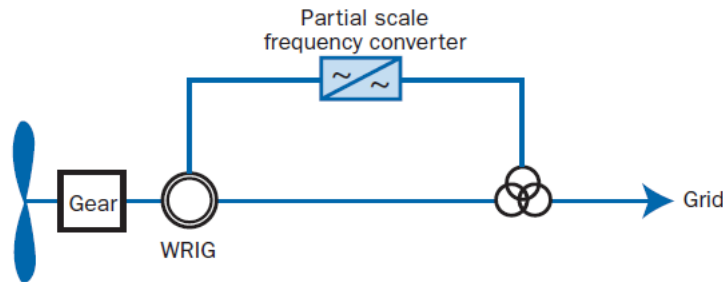 Partial scale
frequency converter
~
~
Gear
Grid
WRIG